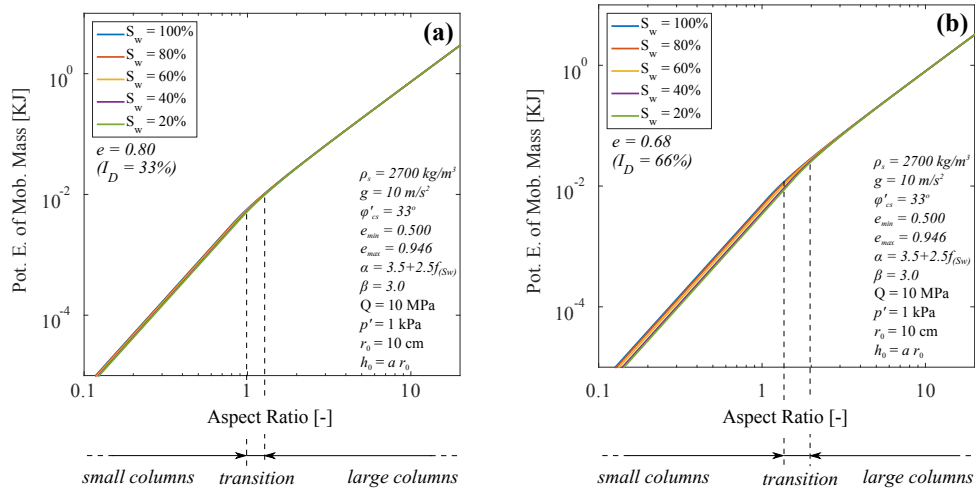 (a)
S_w = 100%
S_w = 80%
S_w = 60%
S_w = 40%
S_w = 20%
e = 0.80
(I_D = 33%)
ρ_s = 2700 kg/m³
g = 10 m/s²
φ'_cs = 33°
e_min = 0.500
e_max = 0.946
α = 3.5+2.5f_(Sw)
β = 3.0
Q = 10 MPa
p' = 1 kPa
r_0 = 10 cm
h_0 = a r_0
Pot. E. of Mob. Mass [KJ]
10^0
10^-2
10^-4
0.1
1
10
Aspect Ratio [-]
small columns
transition
large columns
(b)
S_w = 100%
S_w = 80%
S_w = 60%
S_w = 40%
S_w = 20%
e = 0.68
(I_D = 66%)
ρ_s = 2700 kg/m³
g = 10 m/s²
φ'_cs = 33°
e_min = 0.500
e_max = 0.946
α = 3.5+2.5f_(Sw)
β = 3.0
Q = 10 MPa
p' = 1 kPa
r_0 = 10 cm
h_0 = a r_0
Pot. E. of Mob. Mass [KJ]
10^0
10^-2
10^-4
0.1
1
10
Aspect Ratio [-]
small columns
transition
large columns